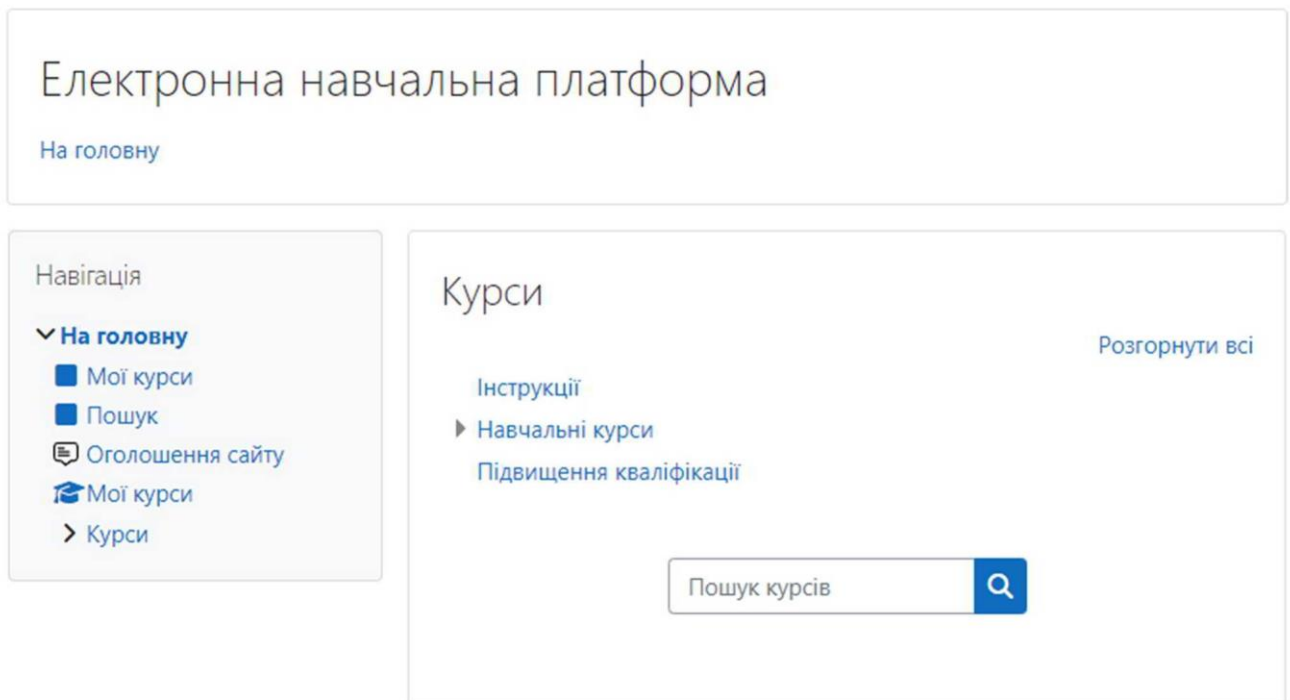 Електронна навчальна платформа
На головну
Навігація
На головну
Мої курси
Пошук
Оголошення сайту
Мої курси
Курси
Курси
Розгорнути всі
Інструкції
Навчальні курси
Підвищення кваліфікації
Пошук курсів